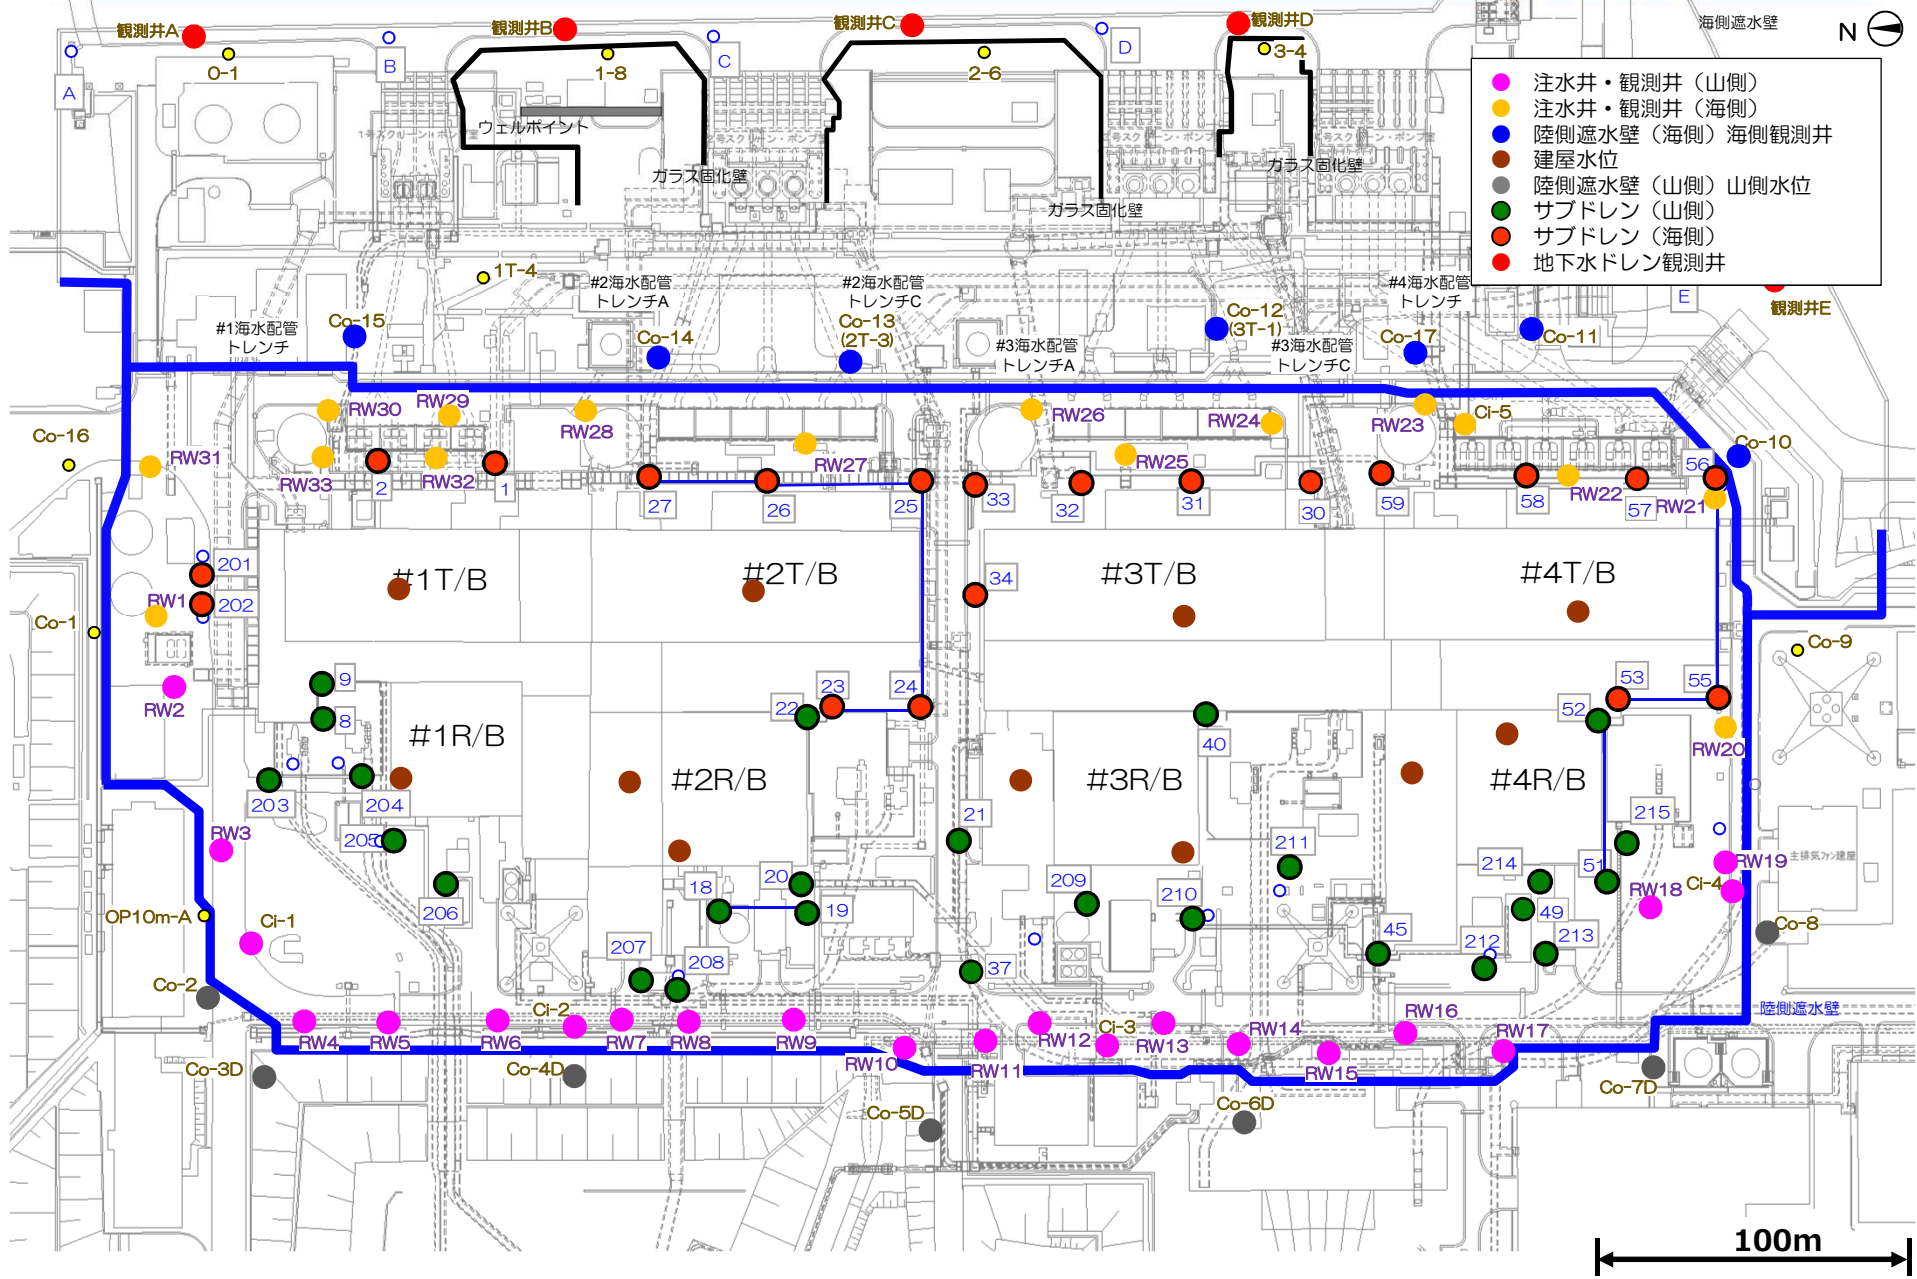 観測井A
観測井B
観測井C
観測井D
海側遮水壁
N
0-1
1-8
2-6
3-4
A
B
C
D
注水井・観測井（山側）
注水井・観測井（海側）
陸側遮水壁（海側）海側観測井
建屋水位
陸側遮水壁（山側）山側水位
サブドレン（山側）
サブドレン（海側）
地下水ドレン観測井
ウェルポイント
ガラス固化壁
ガラス固化壁
ガラス固化壁
E
観測井E
1T-4
#1海水配管
トレンチ
#2海水配管
トレンチA
#2海水配管
トレンチC
#3海水配管
トレンチA
#3海水配管
トレンチC
#4海水配管
トレンチ
Co-15
Co-14
Co-13
(2T-3)
Co-12
(3T-1)
Co-17
Co-11
Co-16
RW31
RW30
RW29
RW28
RW27
RW26
RW25
RW24
RW23
Ci-5
Co-10
RW33
2
RW32
1
27
26
25
33
32
31
30
59
58
RW22
57
56
RW21
201
202
RW1
Co-1
RW2
#1T/B
#2T/B
#3T/B
#4T/B
34
Co-9
9
8
#1R/B
22
23
24
40
52
53
55
RW20
#2R/B
#3R/B
#4R/B
203
204
205
206
21
211
215
主排気ファン建屋
RW3
OP10m-A
Ci-1
18
20
19
209
210
214
51
RW18
RW19
Ci-4
49
45
212
213
Co-8
207
208
37
Co-2
陸側遮水壁
RW4
RW5
RW6
Ci-2
RW7
RW8
RW9
RW10
RW11
RW12
Ci-3
RW13
RW14
RW15
RW16
RW17
Co-3D
Co-4D
Co-5D
Co-6D
Co-7D
100m